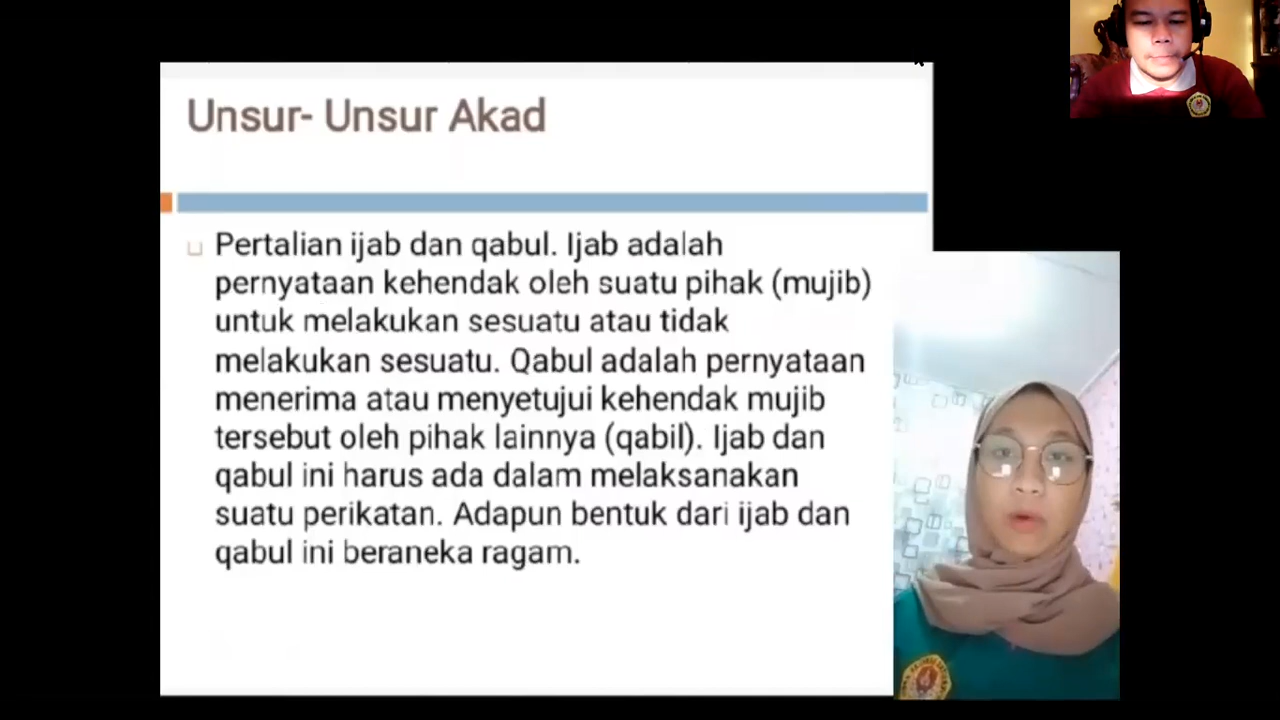 Unsur- Unsur Akad
Pertalian ijab dan qabul. Ijab adalah
pernyataan kehendak oleh suatu pihak (mujib)
untuk melakukan sesuatu atau tidak
melakukan sesuatu. Qabul adalah pernyataan
menerima atau menyetujui kehendak mujib
tersebut oleh pihak lainnya (qabil). Ijab dan
qabul ini harus ada dalam melaksanakan
suatu perikatan. Adapun bentuk dari ijab dan
qabul ini beraneka ragam.